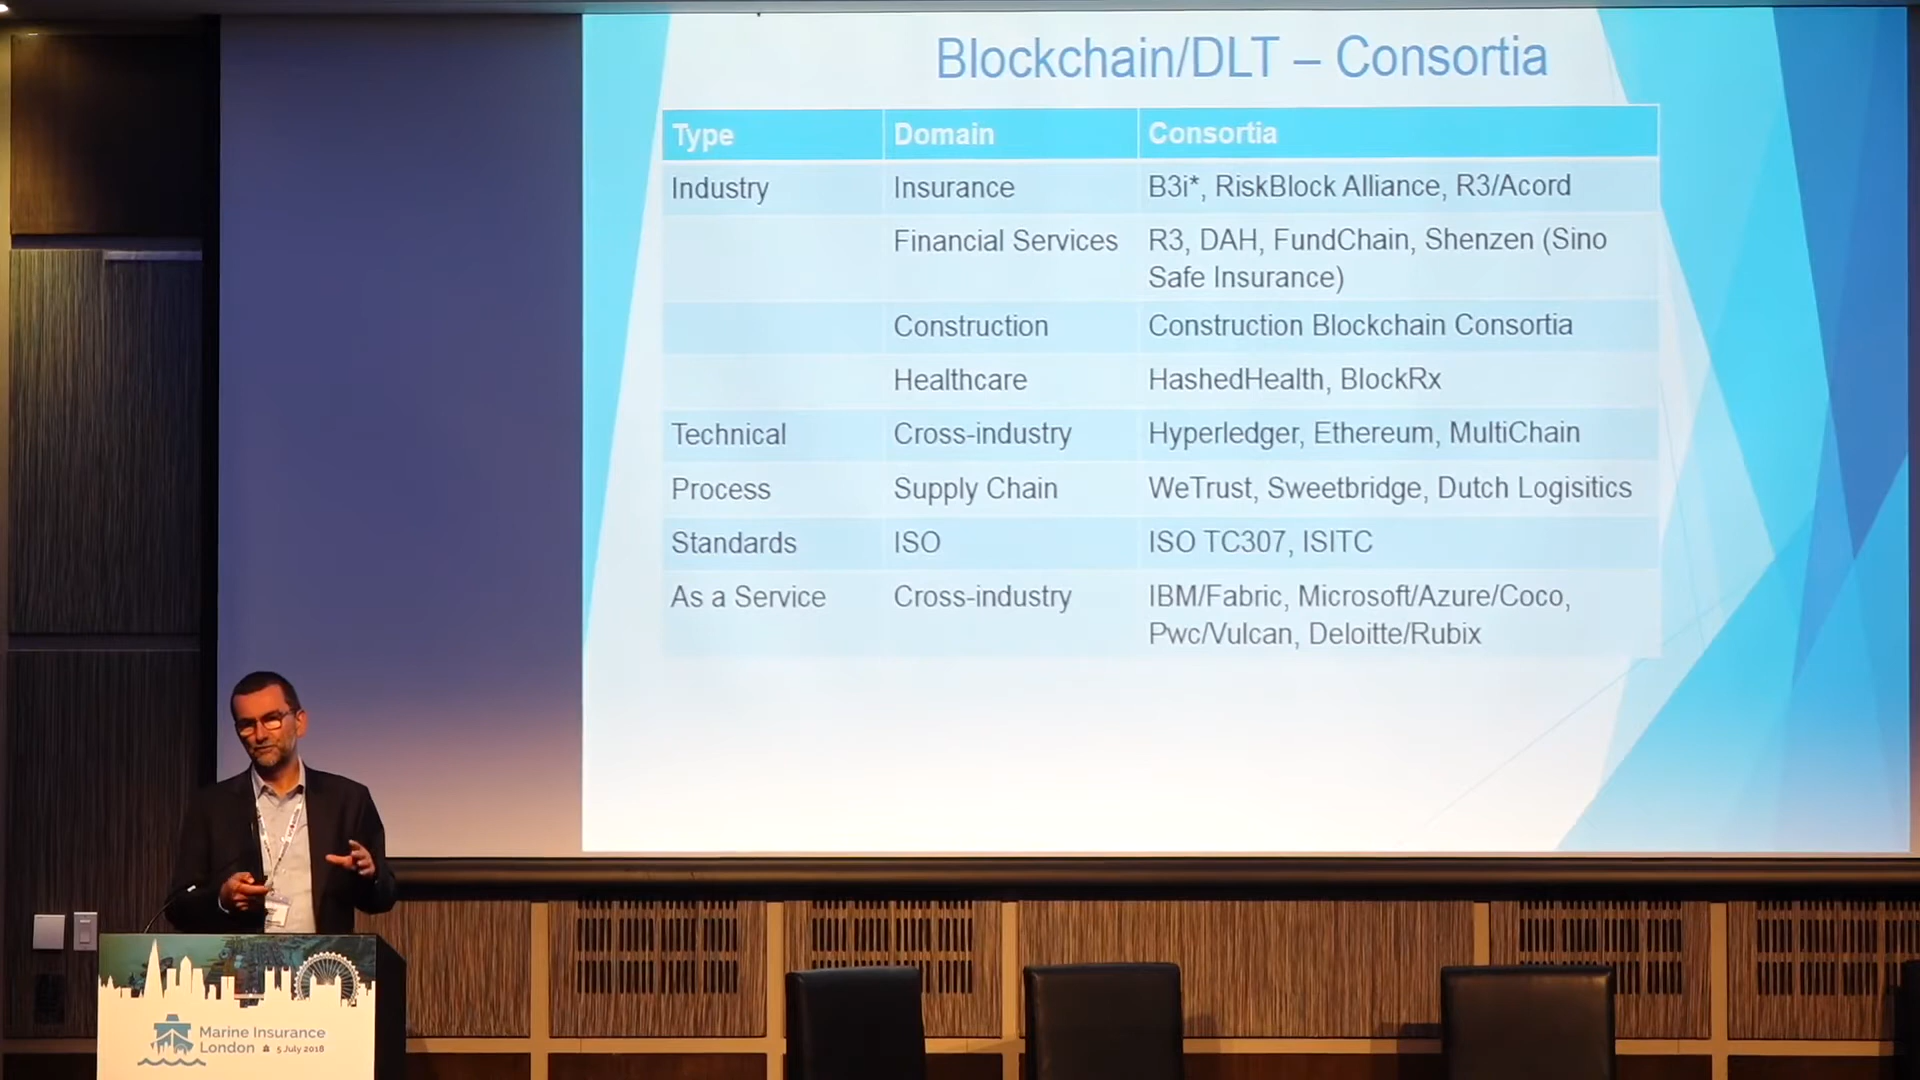 Blockchain/DLT – Consortia
Type Domain Consortia
Industry Insurance B3i*, RiskBlock Alliance, R3/Acord
Financial Services R3, DAH, FundChain, Shenzen (Sino
Safe Insurance)
Construction Construction Blockchain Consortia
Healthcare HashedHealth, BlockRx
Technical Cross-industry Hyperledger, Ethereum, MultiChain
Process Supply Chain WeTrust, Sweetbridge, Dutch Logisitics
Standards ISO ISO TC307, ISITC
As a Service Cross-industry IBM/Fabric, Microsoft/Azure/Coco,
Pwc/Vulcan, Deloitte/Rubix
Marine Insurance
London 5 July 2018